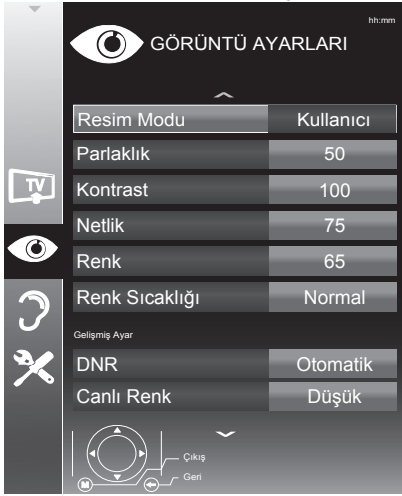 hh:mm
GÖRÜNTÜ AYARLARI
Resim Modu Kullanıcı
Parlaklık 50
Kontrast 100
Netlik 75
Renk 65
Renk Sıcaklığı Normal
Gelişmiş Ayar
DNR Otomatik
Canlı Renk Düşük
Çıkış
M Geri
TV